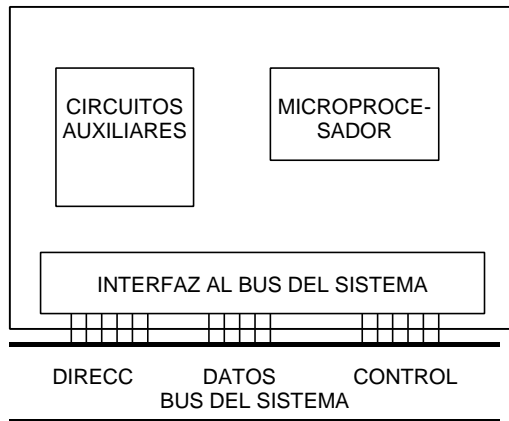 CIRCUITOS
AUXILIARES
MICROPROCE-
SADOR
INTERFAZ AL BUS DEL SISTEMA
DIRECC DATOS CONTROL
BUS DEL SISTEMA